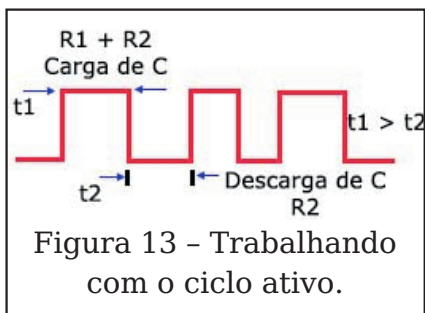 R1 + R2
Carga de C
t1
t1 > t2
t2
Descarga de C
R2
Figura 13 – Trabalhando
com o ciclo ativo.